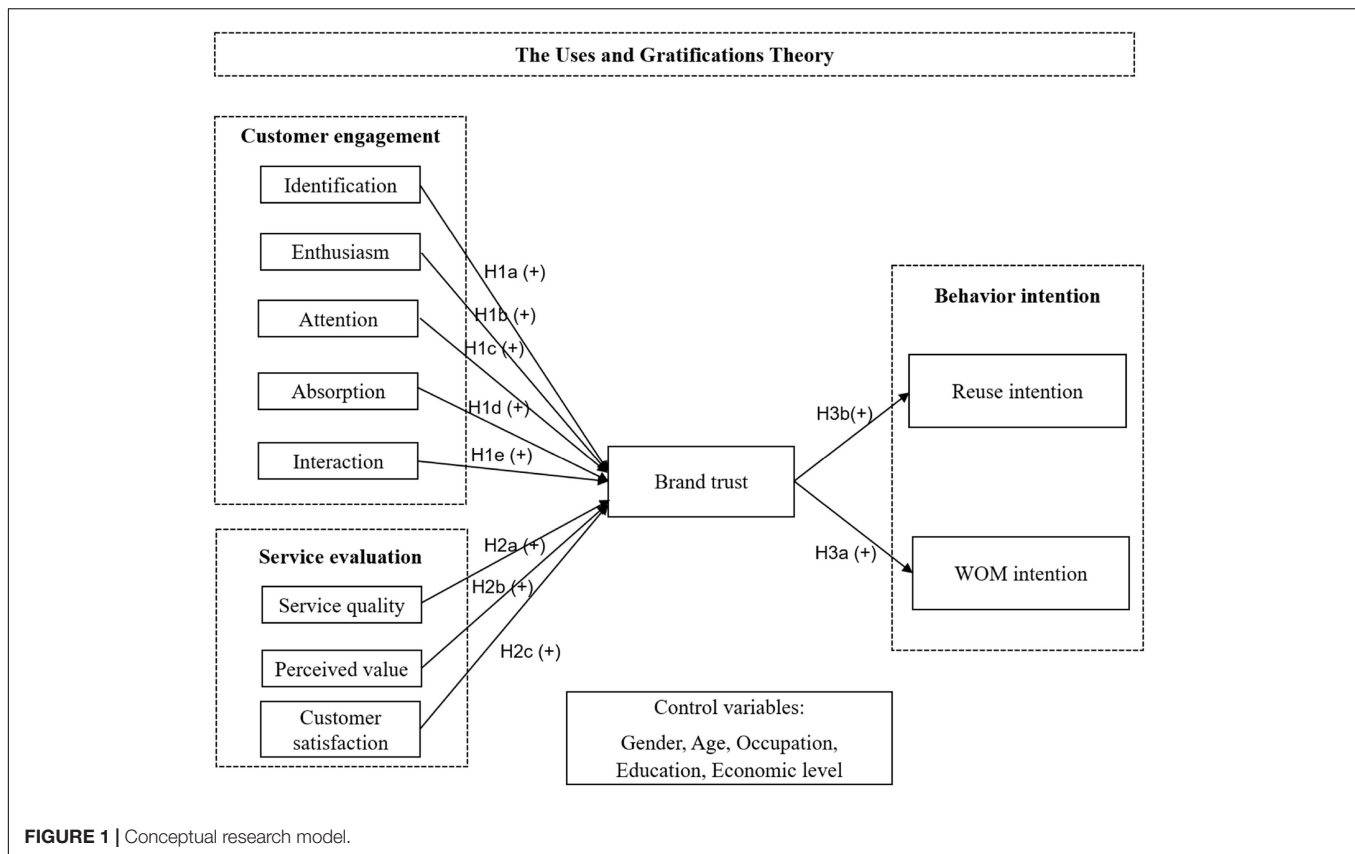 The Uses and Gratifications Theory
Customer engagement
Identification
Enthusiasm
Attention
Absorption
Interaction
H1a (+)
H1b (+)
H1c (+)
H1d (+)
H1e (+)
Service evaluation
Service quality
Perceived value
Customer
satisfaction
H2a (+)
H2b (+)
H2c (+)
Brand trust
H3b(+)
H3a (+)
Behavior intention
Reuse intention
WOM intention
Control variables:
Gender, Age, Occupation,
Education, Economic level
FIGURE 1 | Conceptual research model.